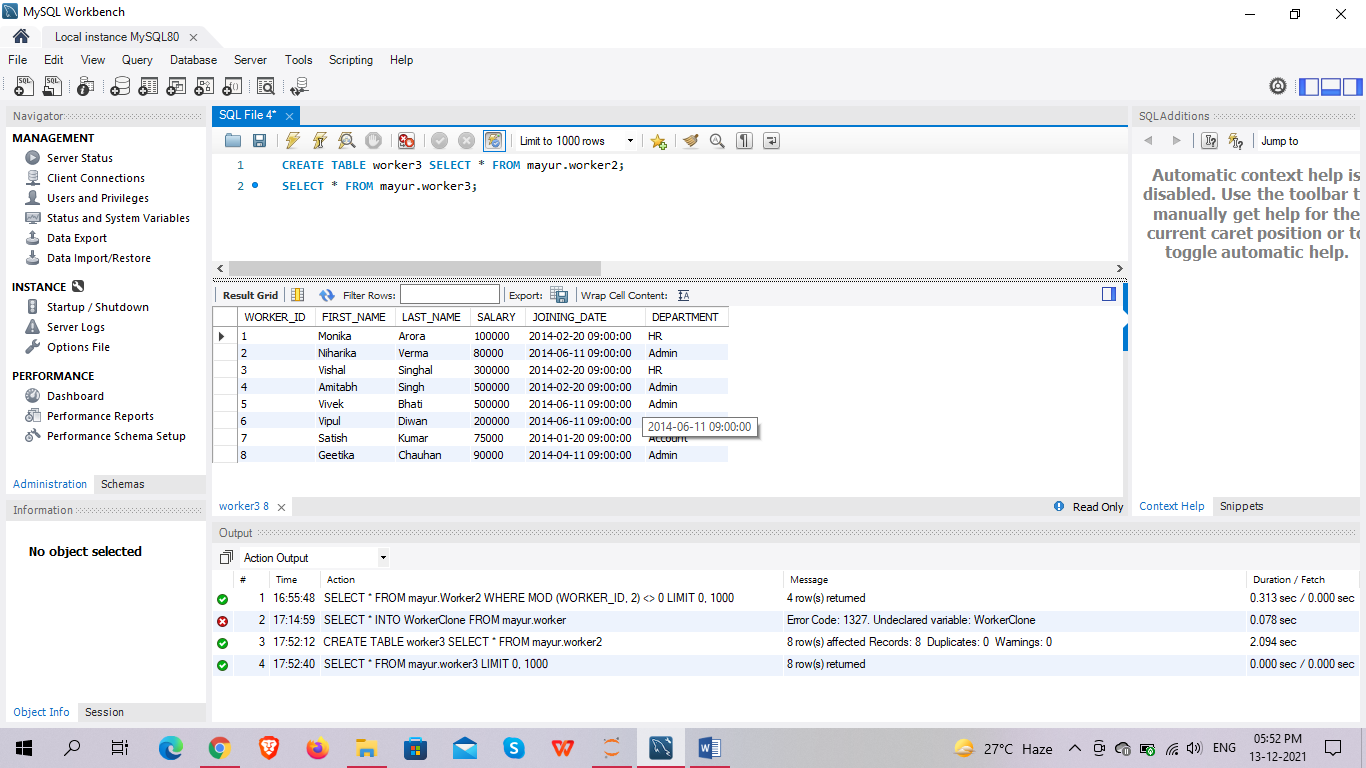 MySQL Workbench
Local instance MySQL80
File Edit View Query Database Server Tools Scripting Help
Navigator
MANAGEMENT
Server Status
Client Connections
Users and Privileges
Status and System Variables
Data Export
Data Import/Restore
INSTANCE
Startup / Shutdown
Server Logs
Options File
PERFORMANCE
Dashboard
Performance Reports
Performance Schema Setup
Administration Schemas
Information
No object selected
Object Info Session
SQL File 4*
Limit to 1000 rows
1 CREATE TABLE worker3 SELECT * FROM mayur.worker2;
2 SELECT * FROM mayur.worker3;
Result Grid Filter Rows: Export: Wrap Cell Content:
WORKER_ID FIRST_NAME LAST_NAME SALARY JOINING_DATE DEPARTMENT
1 Monika Arora 100000 2014-02-20 09:00:00 HR
2 Niharika Verma 80000 2014-06-11 09:00:00 Admin
3 Vishal Singhal 300000 2014-02-20 09:00:00 HR
4 Amitabh Singh 500000 2014-02-20 09:00:00 Admin
5 Vivek Bhati 500000 2014-06-11 09:00:00 Admin
6 Vipul Diwan 200000 2014-06-11 09:00:00
2014-06-11 09:00:00
7 Satish Kumar 75000 2014-01-20 09:00:00 Account
8 Geetika Chauhan 90000 2014-04-11 09:00:00 Admin
worker3 8
Read Only
SQLAdditions
Jump to
Automatic context help is
disabled. Use the toolbar t
manually get help for the
current caret position or to
toggle automatic help.
Context Help Snippets
Output
Action Output
# Time Action Message Duration / Fetch
1 16:55:48 SELECT * FROM mayur.Worker2 WHERE MOD (WORKER_ID, 2) <> 0 LIMIT 0, 1000 4 row(s) returned 0.313 sec / 0.000 sec
2 17:14:59 SELECT * INTO WorkerClone FROM mayur.worker Error Code: 1327. Undeclared variable: WorkerClone 0.078 sec
3 17:52:12 CREATE TABLE worker3 SELECT * FROM mayur.worker2 8 row(s) affected Records: 8 Duplicates: 0 Warnings: 0 2.094 sec
4 17:52:40 SELECT * FROM mayur.worker3 LIMIT 0, 1000 8 row(s) returned 0.000 sec / 0.000 sec
27°C Haze ENG 05:52 PM
13-12-2021